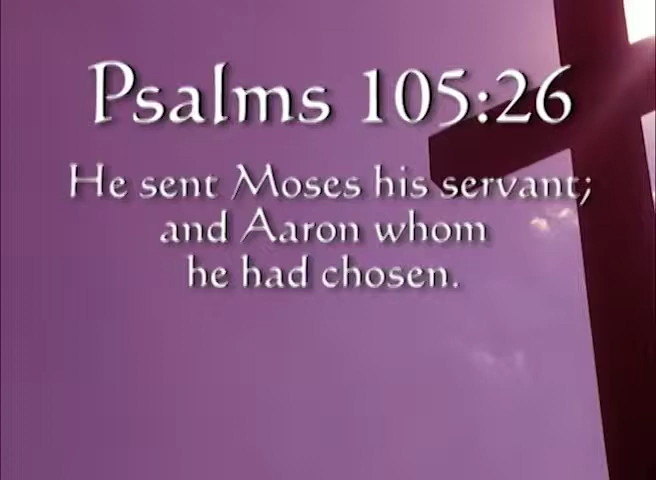 Psalms 105:26
He sent Moses his servant;
and Aaron whom
he had chosen.